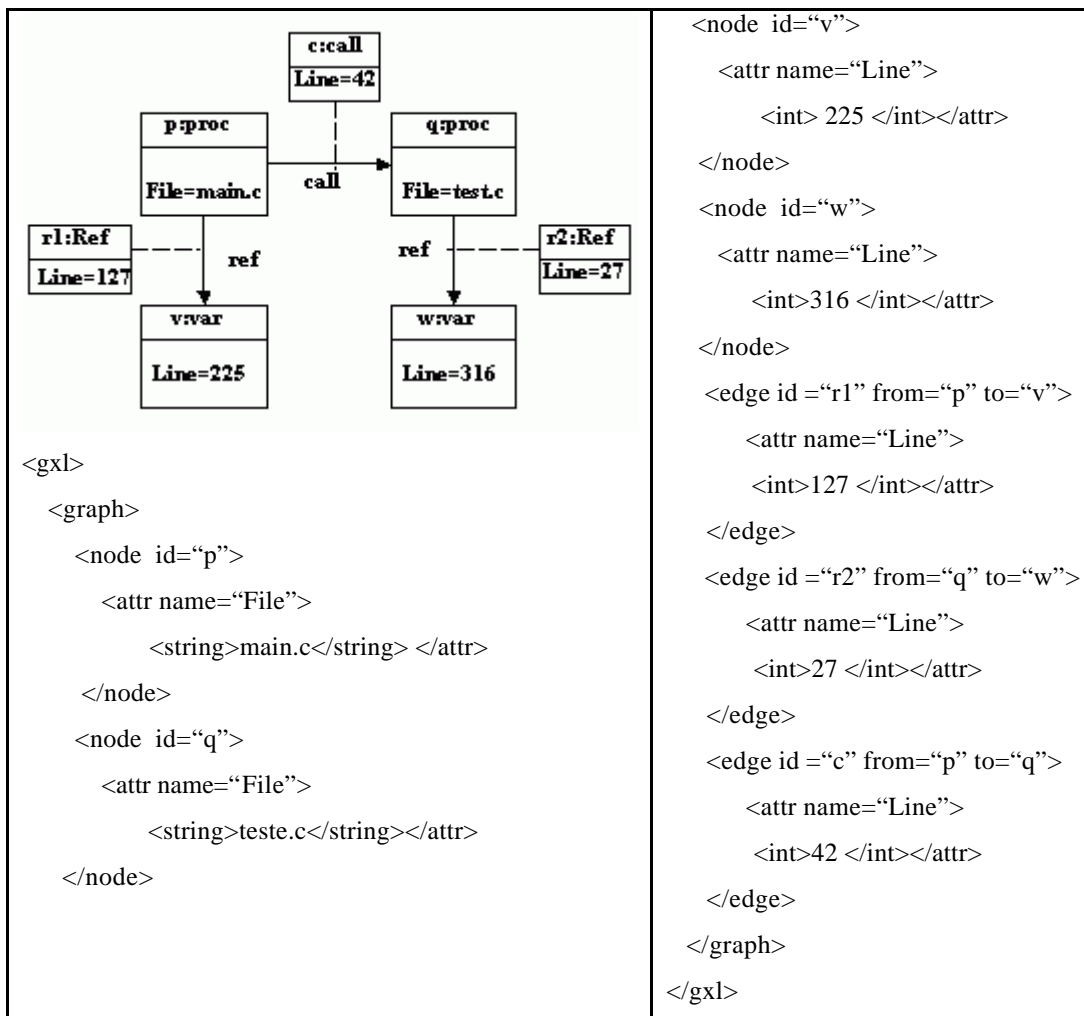 c:call
Line=42
p:proc
q:proc
File=main.c
call
File=test.c
r1:Ref
ref
ref
r2:Ref
Line=127
Line=27
v:var
w:var
Line=225
Line=316
<gxl>
<graph>
<node id=“p”>
<attr name=“File”>
<string>main.c</string> </attr>
</node>
<node id=“q”>
<attr name=“File”>
<string>teste.c</string></attr>
</node>
<node id=“v”>
<attr name=“Line”>
<int> 225 </int></attr>
</node>
<node id=“w”>
<attr name=“Line”>
<int>316 </int></attr>
</node>
<edge id =“r1” from=“p” to=“v”>
<attr name=“Line”>
<int>127 </int></attr>
</edge>
<edge id =“r2” from=“q” to=“w”>
<attr name=“Line”>
<int>27 </int></attr>
</edge>
<edge id =“c” from=“p” to=“q”>
<attr name=“Line”>
<int>42 </int></attr>
</edge>
</graph>
</gxl>